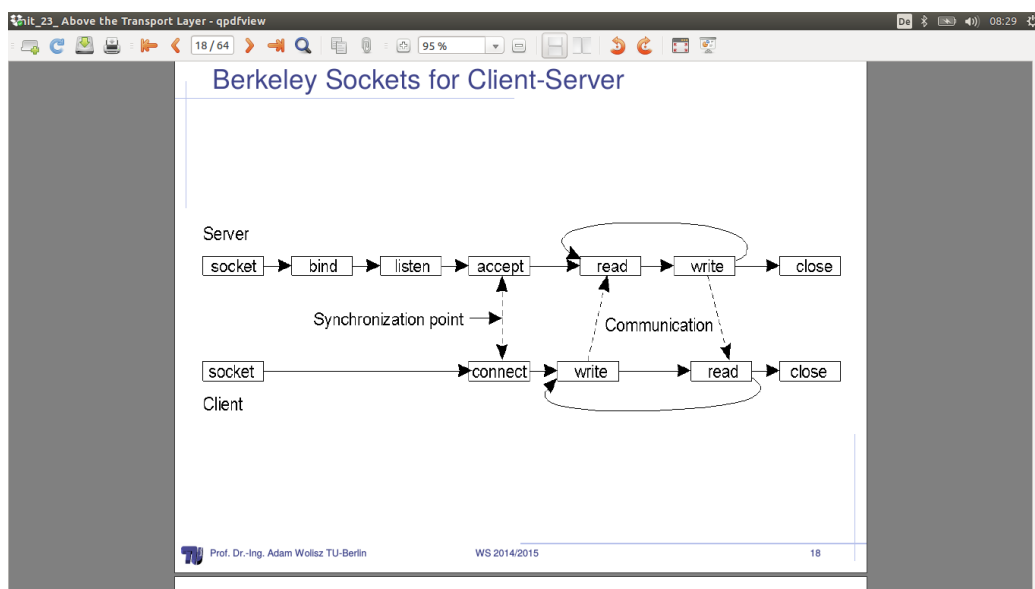 Unit_23_ Above the Transport Layer - qpdfview
De
08:29
18 / 64
95 %
Berkeley Sockets for Client-Server
Server
socket
bind
listen
accept
read
write
close
Synchronization point
Communication
socket
connect
write
read
close
Client
Prof. Dr.-Ing. Adam Wolisz TU-Berlin
WS 2014/2015
18